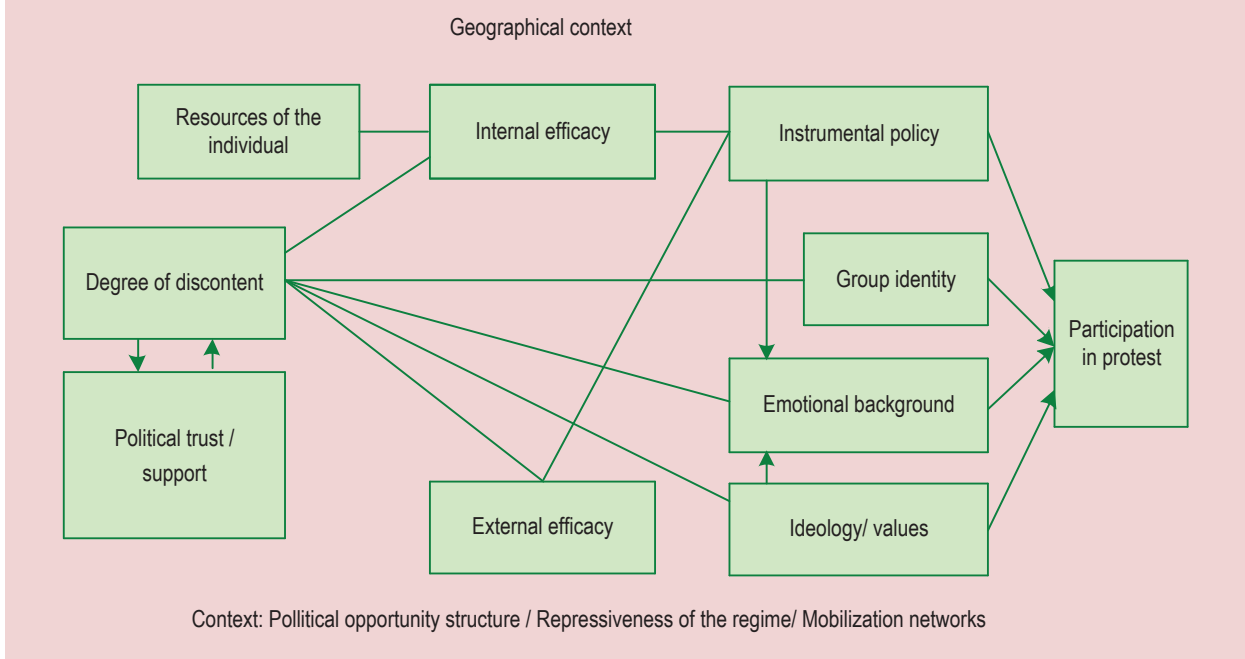 Geographical context
Resources of the
individual
Internal efficacy
Instrumental policy
Degree of discontent
Group identity
Participation
in protest
Emotional background
Political trust /
support
External efficacy
Ideology/ values
Context: Pollitical opportunity structure / Repressiveness of the regime/ Mobilization networks